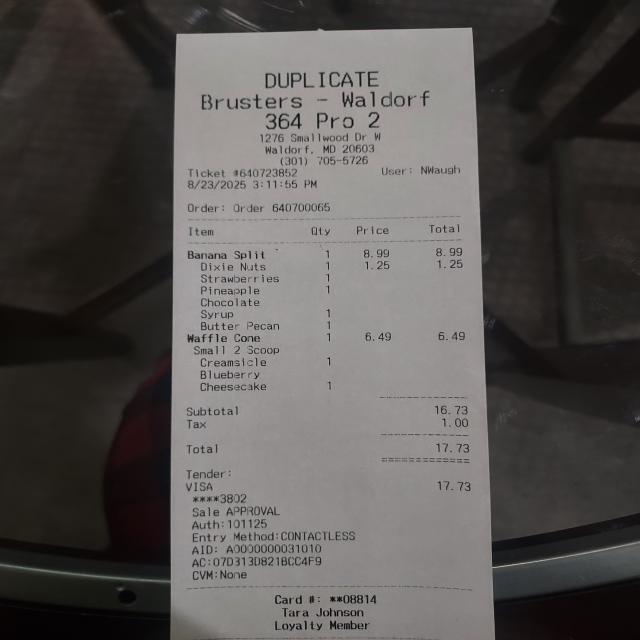 DUPLICATE
Brusters - Waldorf
364 Pro 2
1276 Smallwood Dr W
Waldorf, MD 20603
(301) 705-5726
Ticket #640723852 User: NWaugh
8/23/2025 3:11:55 PM
Order: Order 640700065
Item Qty Price Total
Banana Split 1 8.99 8.99
Dixie Nuts 1 1.25 1.25
Strawberries 1
Pineapple 1
Chocolate
Syrup 1
Butter Pecan 1
Waffle Cone 1 6.49 6.49
Small 2 Scoop
Creamsicle 1
Blueberry
Cheesecake 1
Subtotal 16.73
Tax 1.00
Total 17.73
Tender:
VISA 17.73
****3802
Sale APPROVAL
Auth:101125
Entry Method:CONTACTLESS
AID: A0000000031010
AC:07D313D821BCC4F9
CVM:None
Card #: **08814
Tara Johnson
Loyalty Member